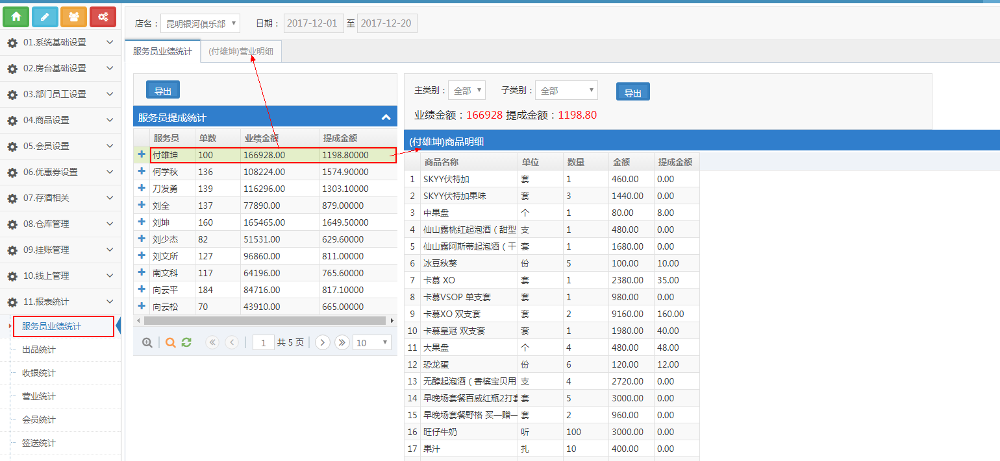 店名： 昆明银河俱乐部 日期： 2017-12-01 至 2017-12-20
服务员业绩统计 (付雄坤)营业明细
01.系统基础设置
02.房台基础设置
03.部门员工设置
04.商品设置
05.会员设置
06.优惠券设置
07.存酒相关
08.仓库管理
09.挂账管理
10.线上管理
11.报表统计
服务员业绩统计
出品统计
收银统计
营业统计
会员统计
签送统计
导出
服务员提成统计
服务员 单数 业绩金额 提成金额
付雄坤 100 166928.00 1198.80000
何学秋 136 108224.00 1574.90000
刀发勇 139 116296.00 1303.10000
刘全 137 77890.00 879.00000
刘坤 160 165465.00 1649.50000
刘少杰 82 51531.00 629.60000
刘文所 127 96860.00 811.00000
南文科 117 64196.00 765.60000
向云平 184 84716.00 817.10000
向云松 70 43910.00 665.00000
1 共 5 页 10
主类别： 全部 子类别： 全部 导出
业绩金额：166928 提成金额：1198.80
(付雄坤)商品明细
商品名称 单位 数量 金额 提成金额
1 SKYY伏特加 套 1 460.00 0.00
2 SKYY伏特加果味 套 3 1440.00 0.00
3 中果盘 个 1 80.00 8.00
4 仙山露桃红起泡酒（甜型 支 1 480.00 0.00
5 仙山露阿斯蒂起泡酒（干 套 1 1680.00 0.00
6 冰豆秋葵 份 5 100.00 10.00
7 卡慕 XO 套 1 2380.00 35.00
8 卡慕VSOP 单支套 套 1 980.00 0.00
9 卡慕XO 双支套 套 2 9160.00 160.00
10 卡慕皇冠 双支套 套 1 1980.00 40.00
11 大果盘 个 4 480.00 48.00
12 恐龙蛋 份 6 120.00 12.00
13 无醇起泡酒（香槟宝贝用 支 4 2720.00 0.00
14 早晚场套餐百威红瓶2打套 套 5 3000.00 0.00
15 早晚场套餐野格 买一赠一 套 2 960.00 0.00
16 旺仔牛奶 听 100 3000.00 0.00
17 果汁 扎 10 400.00 0.00